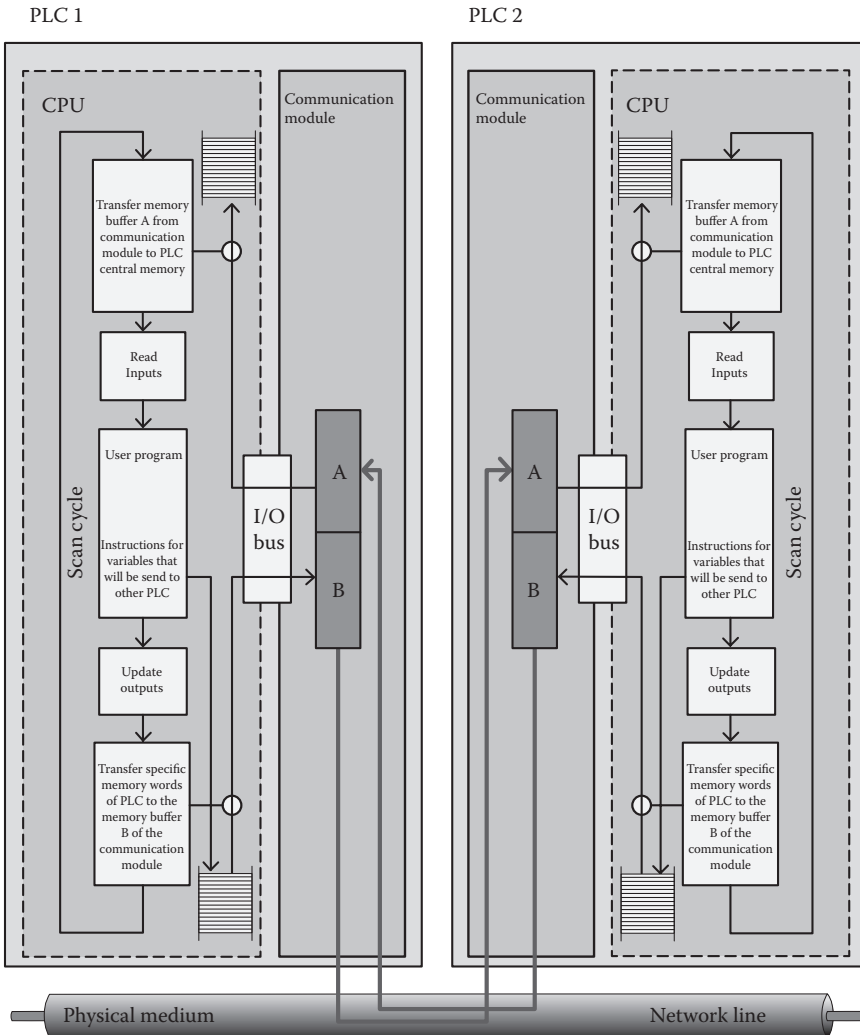 PLC 1
CPU
Communication
module
Transfer memory
buffer A from
communication
module to PLC
central memory
Read
Inputs
User program
Instructions for
variables that
will be send to
other PLC
Scan cycle
Update
outputs
Transfer specific
memory words
of PLC to the
memory buffer
B of the
communication
module
I/O
bus
A
B
PLC 2
Communication
module
CPU
Transfer memory
buffer A from
communication
module to PLC
central memory
Read
Inputs
User program
Instructions for
variables that
will be send to
other PLC
Scan cycle
Update
outputs
Transfer specific
memory words
of PLC to the
memory buffer
B of the
communication
module
A
B
I/O
bus
Physical medium
Network line